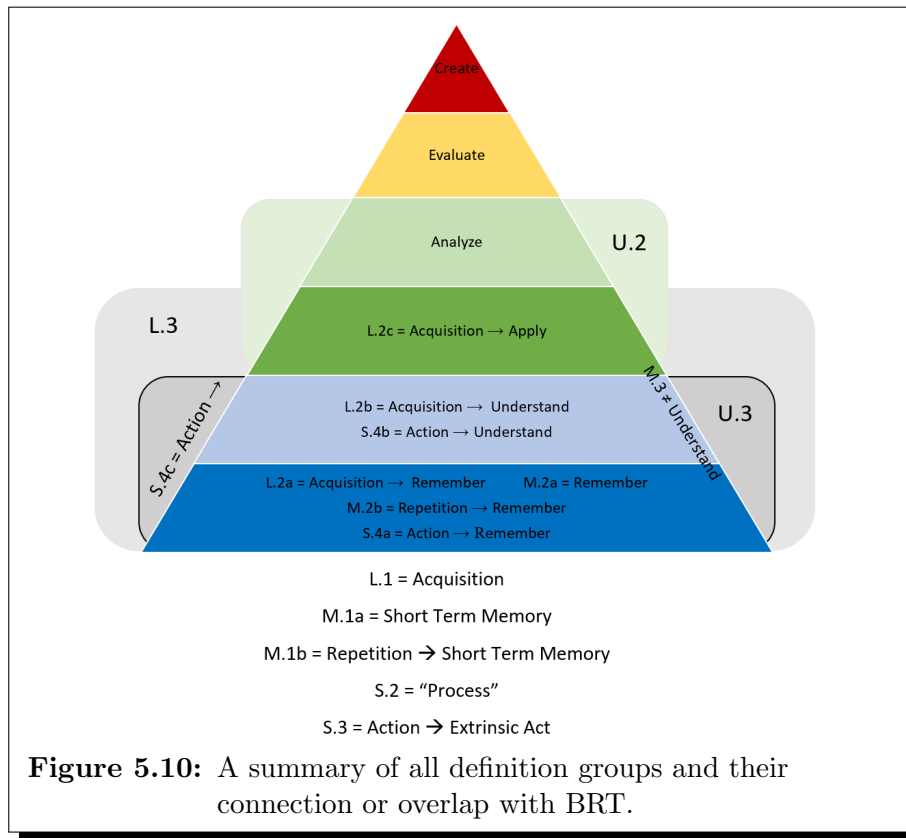 Create
Evaluate
Analyze
U.2
L.3
L.2c = Acquisition → Apply
S.4c = Action →
L.2b = Acquisition → Understand
S.4b = Action → Understand
M.3 ≠ Understand
U.3
L.2a = Acquisition → Remember M.2a = Remember
M.2b = Repetition → Remember
S.4a = Action → Remember
L.1 = Acquisition
M.1a = Short Term Memory
M.1b = Repetition → Short Term Memory
S.2 = “Process”
S.3 = Action → Extrinsic Act
Figure 5.10: A summary of all definition groups and their
connection or overlap with BRT.